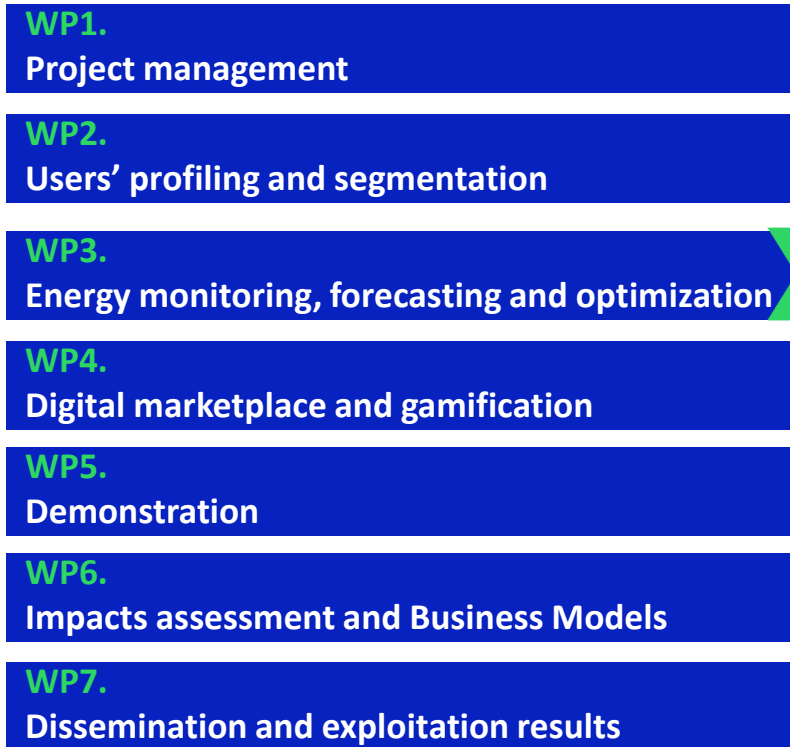 WP1.
Project management
WP2.
Users’ profiling and segmentation
WP3.
Energy monitoring, forecasting and optimization
WP4.
Digital marketplace and gamification
WP5.
Demonstration
WP6.
Impacts assessment and Business Models
WP7.
Dissemination and exploitation results